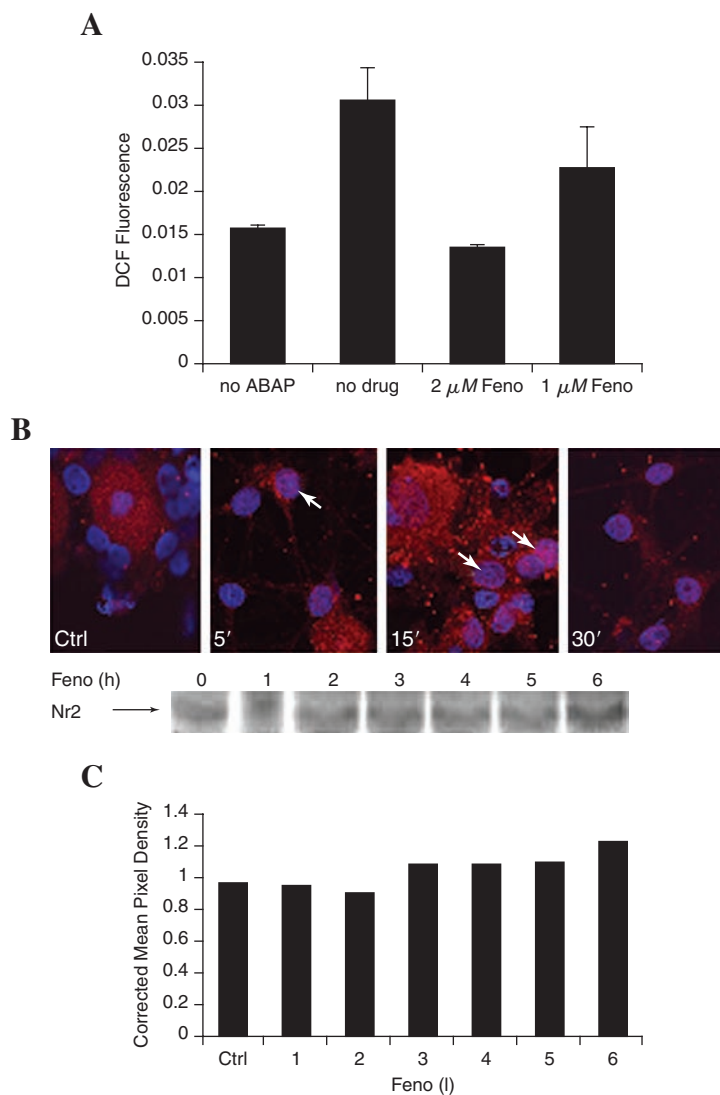 A
DCF Fluorescence
0.035
0.03
0.025
0.02
0.015
0.01
0.005
0
no ABAP no drug 2 μM Feno 1 μM Feno
B
Ctrl 5′ 15′ 30′
Feno (h) 0 1 2 3 4 5 6
Nr2
C
Corrected Mean Pixel Density
1.4
1.2
1
0.8
0.6
0.4
0.2
0
Ctrl 1 2 3 4 5 6
Feno (l)